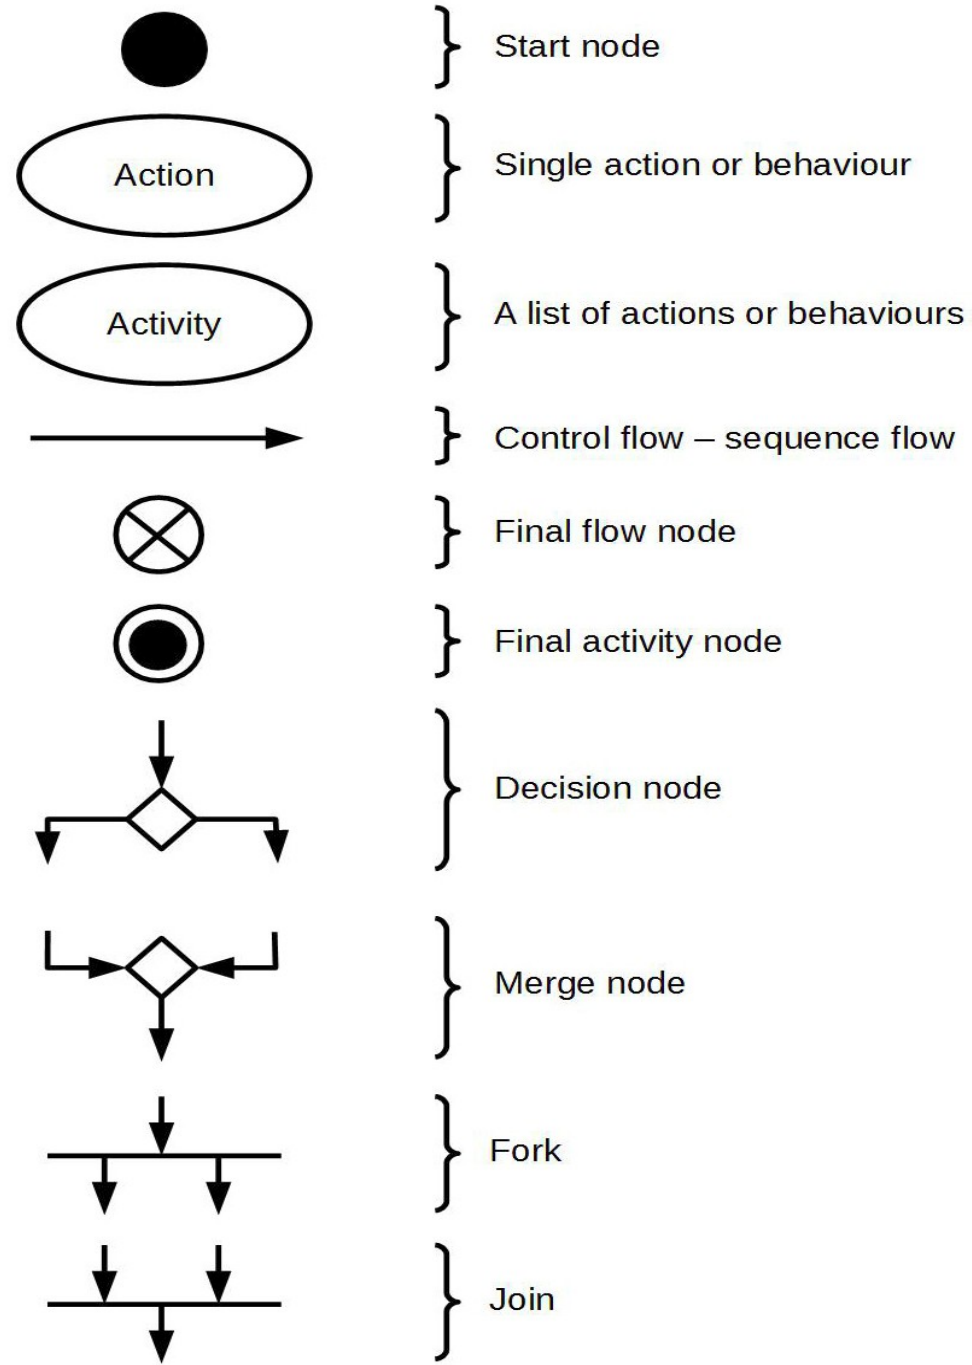 Start node
Action
Single action or behaviour
Activity
A list of actions or behaviours
Control flow – sequence flow
Final flow node
Final activity node
Decision node
Merge node
Fork
Join